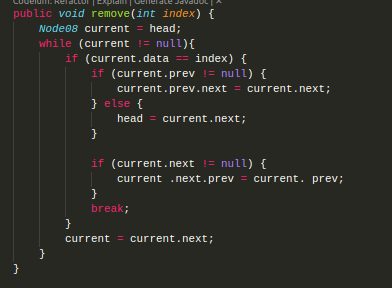 Codeium: Refactor | Explain | Generate Javadoc | ×
public void remove(int index) {
    Node08 current = head;
    while (current != null){
        if (current.data == index) {
            if (current.prev != null) {
                current.prev.next = current.next;
            } else {
                head = current.next;
            }

            if (current.next != null) {
                current .next.prev = current. prev;
            }
            break;
        }
        current = current.next;
    }
}